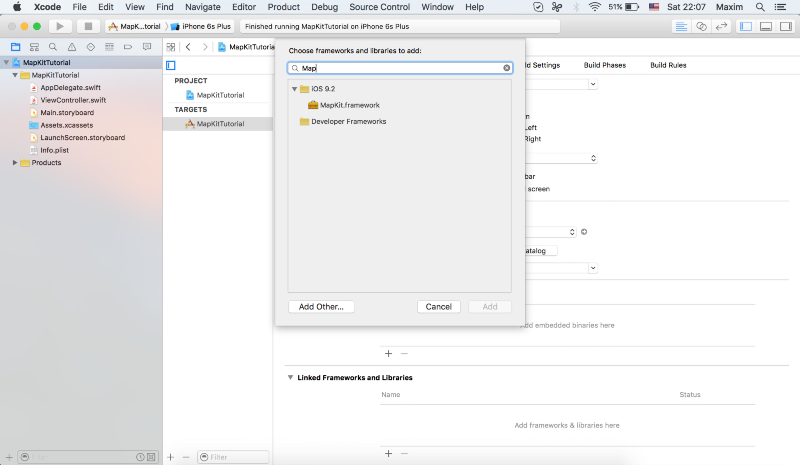 Xcode File Edit View Find Navigate Editor Product Debug Source Control Window Help 51% Sat 22:07 Maxim
MapK...torial iPhone 6s Plus Finished running MapKitTutorial on iPhone 6s Plus
MapKitTutoria
Choose frameworks and libraries to add:
Map
iOS 9.2
MapKit.framework
Developer Frameworks
Add Other...
Cancel
Add
MapKitTutorial
MapKitTutorial
AppDelegate.swift
ViewController.swift
Main.storyboard
Assets.xcassets
LaunchScreen.storyboard
Info.plist
Products
PROJECT
MapKitTutorial
TARGETS
MapKitTutorial
ld Settings Build Phases Build Rules
Left
Right
bar
screen
atalog
Add embedded binaries here
Linked Frameworks and Libraries
Name Status
Add frameworks & libraries here
Filter
Filter